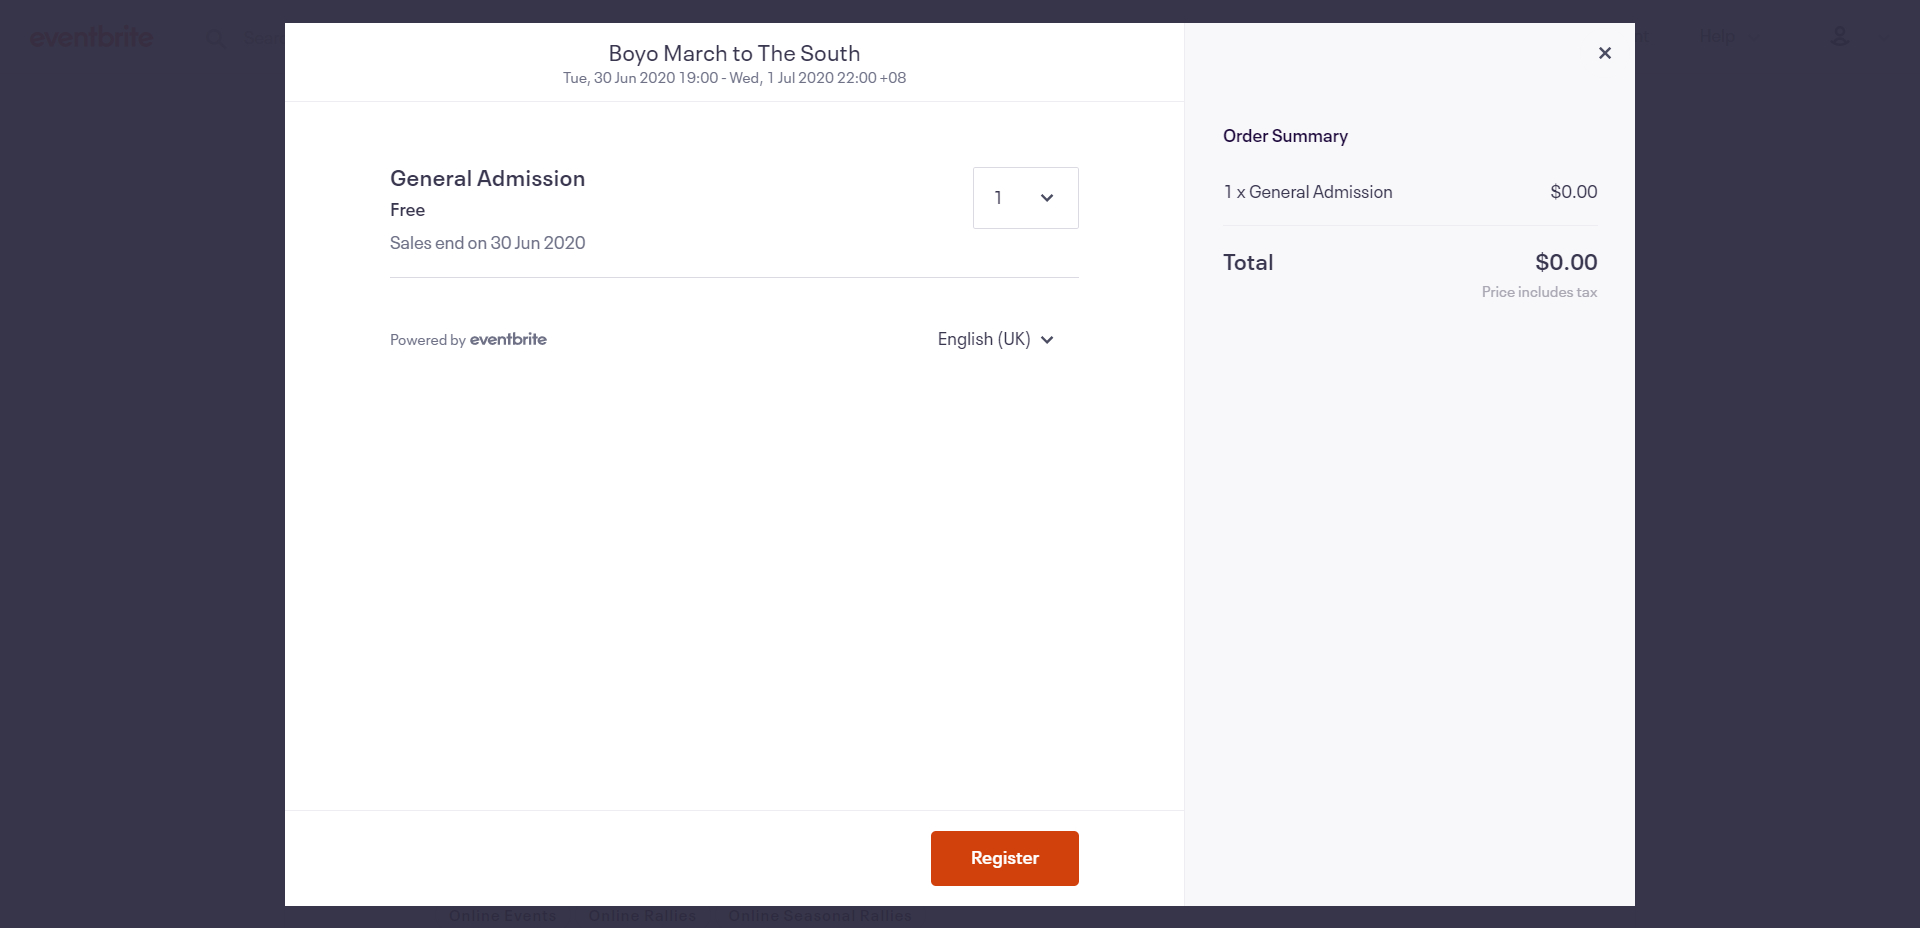 eventbrite
Help
Boyo March to The South
Tue, 30 Jun 2020 19:00 - Wed, 1 Jul 2020 22:00 +08
General Admission
Free
Sales end on 30 Jun 2020
1
Powered by eventbrite
English (UK)
Register
Order Summary
1 x General Admission $0.00
Total $0.00
Price includes tax
Online Events Online Rallies Online Seasonal Rallies